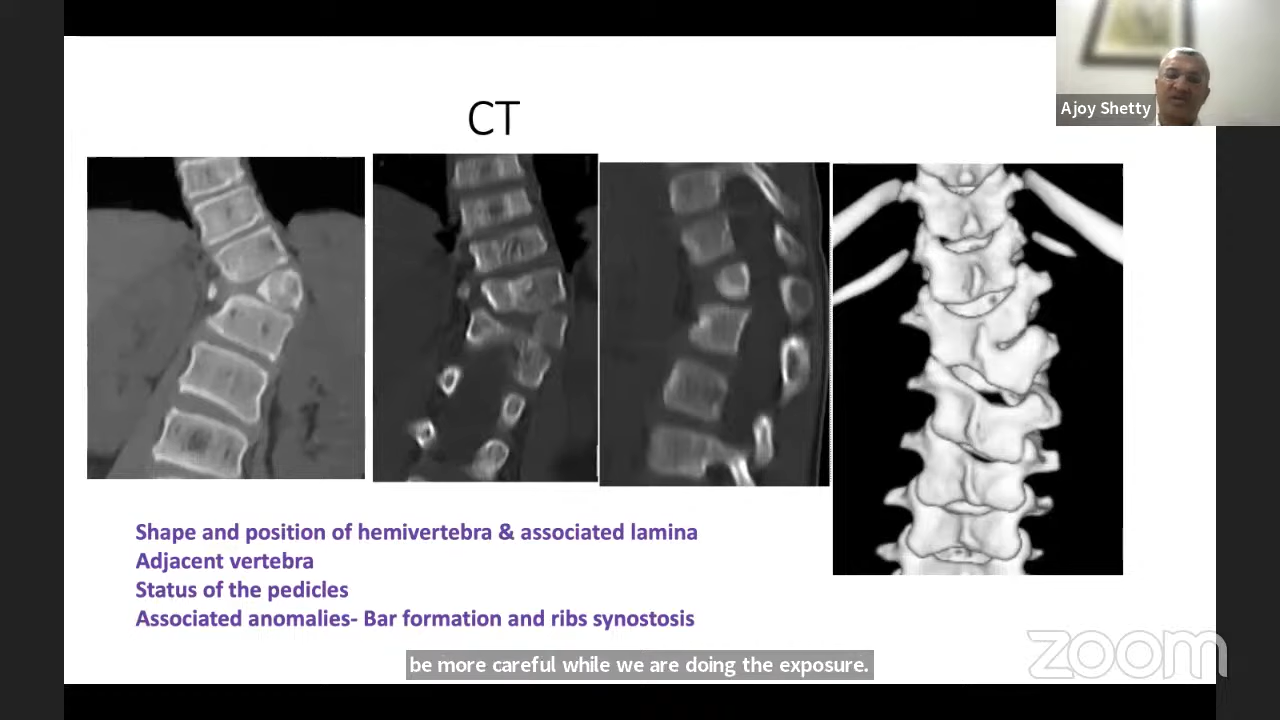 CT
Ajoy Shetty
Shape and position of hemivertebra & associated lamina
Adjacent vertebra
Status of the pedicles
Associated anomalies- Bar formation and ribs synostosis
be more careful while we are doing the exposure.
zoom